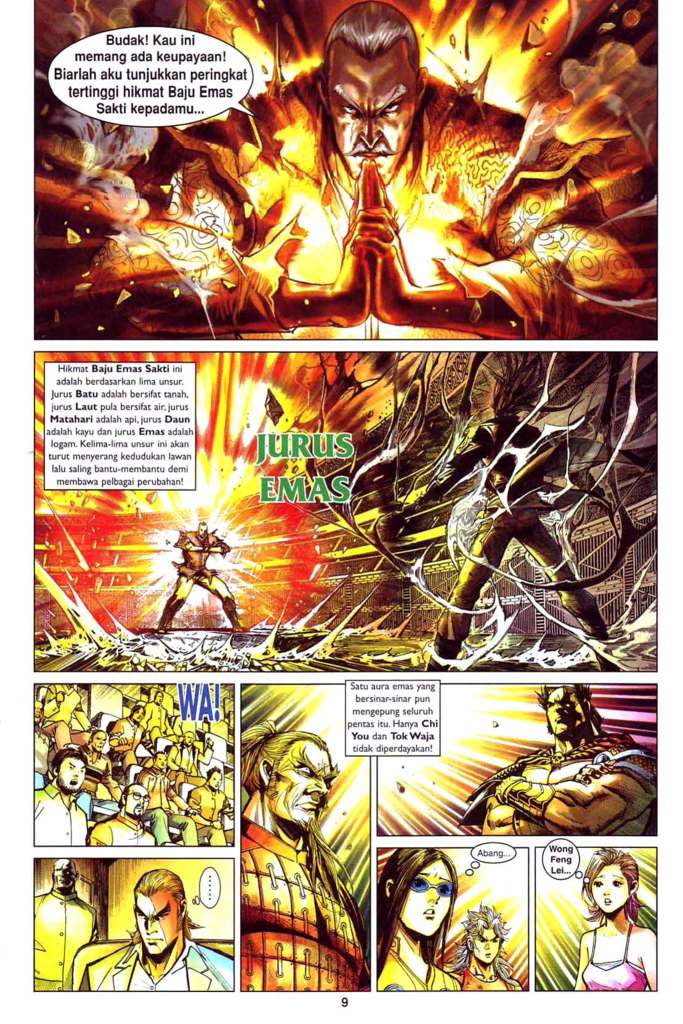 Budak! Kau ini
memang ada keupayaan!
Biarlah aku tunjukkan peringkat
tertinggi hikmat Baju Emas
Sakti kepadamu...
Hikmat Baju Emas Sakti ini
adalah berdasarkan lima unsur.
Jurus Batu adalah bersifat tanah,
jurus Laut pula bersifat air, jurus
Matahari adalah api, jurus Daun
adalah kayu dan jurus Emas adalah
logam. Kelima-lima unsur ini akan
turut menyerang kedudukan lawan
lalu saling bantu-membantu demi
membawa pelbagai perubahan!
JURUS
EMAS
WA!
Satu aura emas yang
bersinar-sinar pun
mengepung seluruh
pentas itu. Hanya Chi
You dan Tok Waja
tidak diperdayakan!
......
Abang...
Wong
Feng
Lei...
9